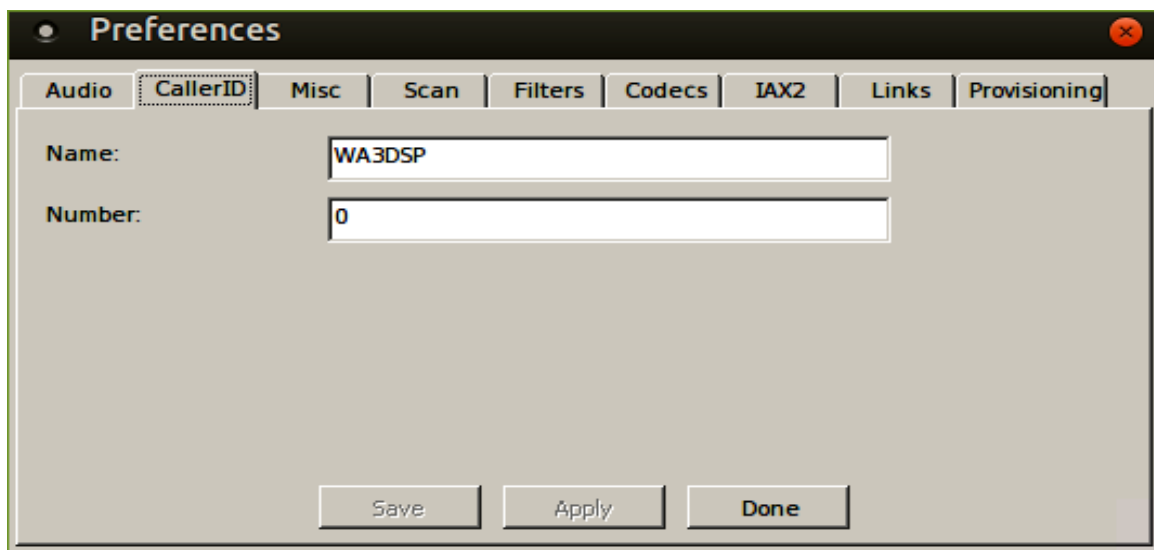 Preferences
Audio CallerID Misc Scan Filters Codecs IAX2 Links Provisioning
Name: WA3DSP
Number: 0
Save Apply Done